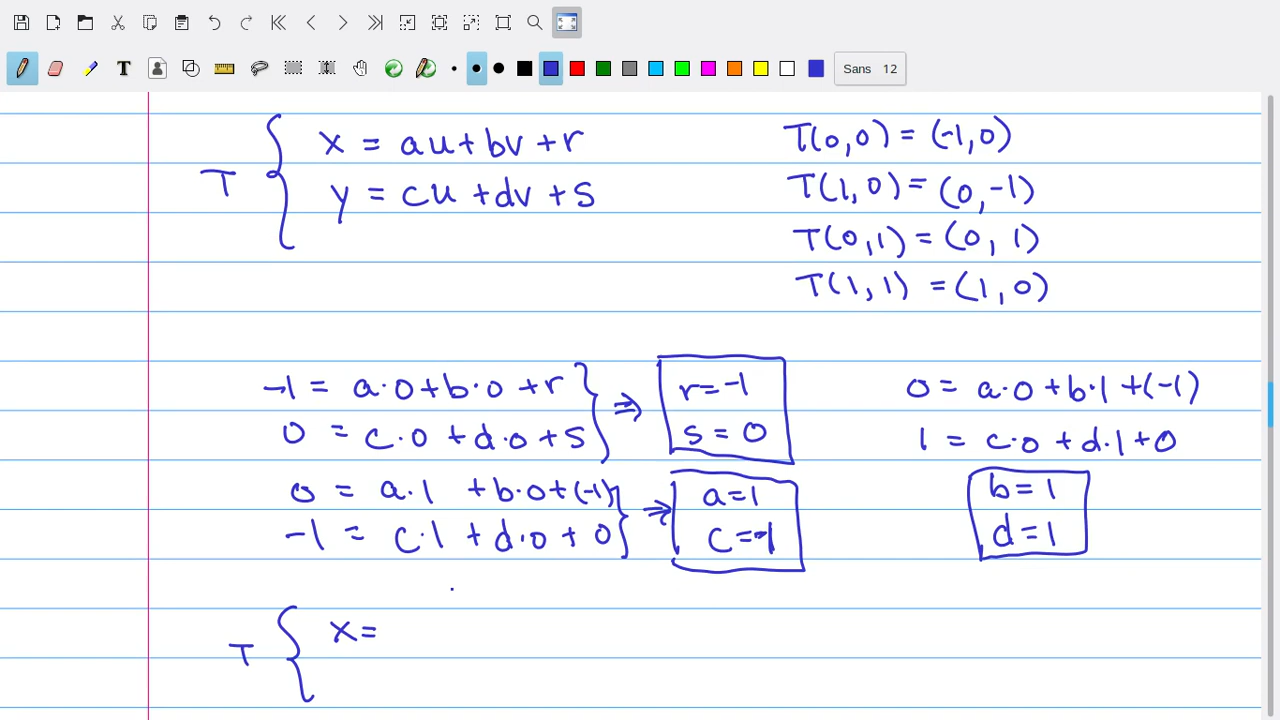 Sans 12
T { x = au+bv+r
y = cu+dv+s
T(0,0) = (-1,0)
T(1,0) = (0,-1)
T(0,1) = (0,1)
T(1,1) = (1,0)
-1 = a·0+b·0+r } ⇒ r=-1
0 = c·0+d·0+s s=0
0 = a·1+b·0+(-1) } ⇒ a=1
-1 = c·1+d·0+0 c=-1
0 = a·0+b·1+(-1)
1 = c·0+d·1+0
b=1
d=1
T { x=